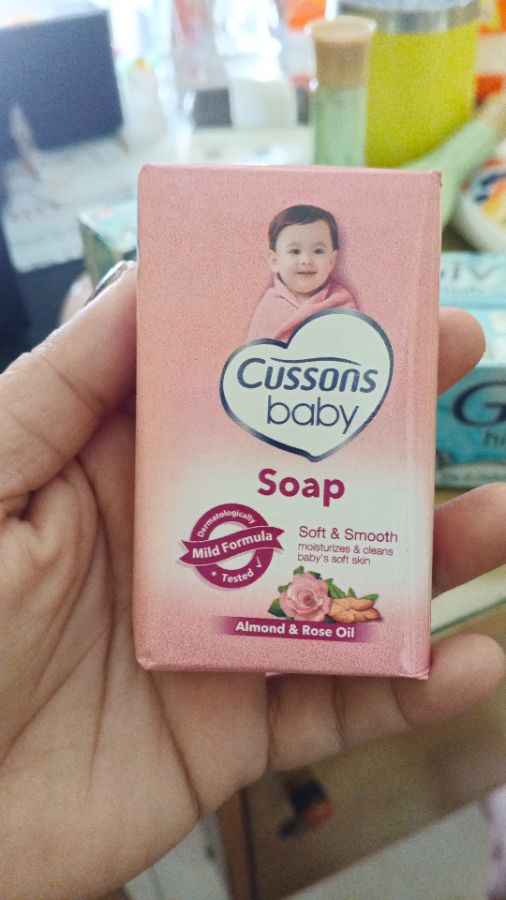 Cussons
baby
Soap
Dermatologically
Mild Formula
Tested
Soft & Smooth
moisturizes & cleans
baby's soft skin
Almond & Rose Oil